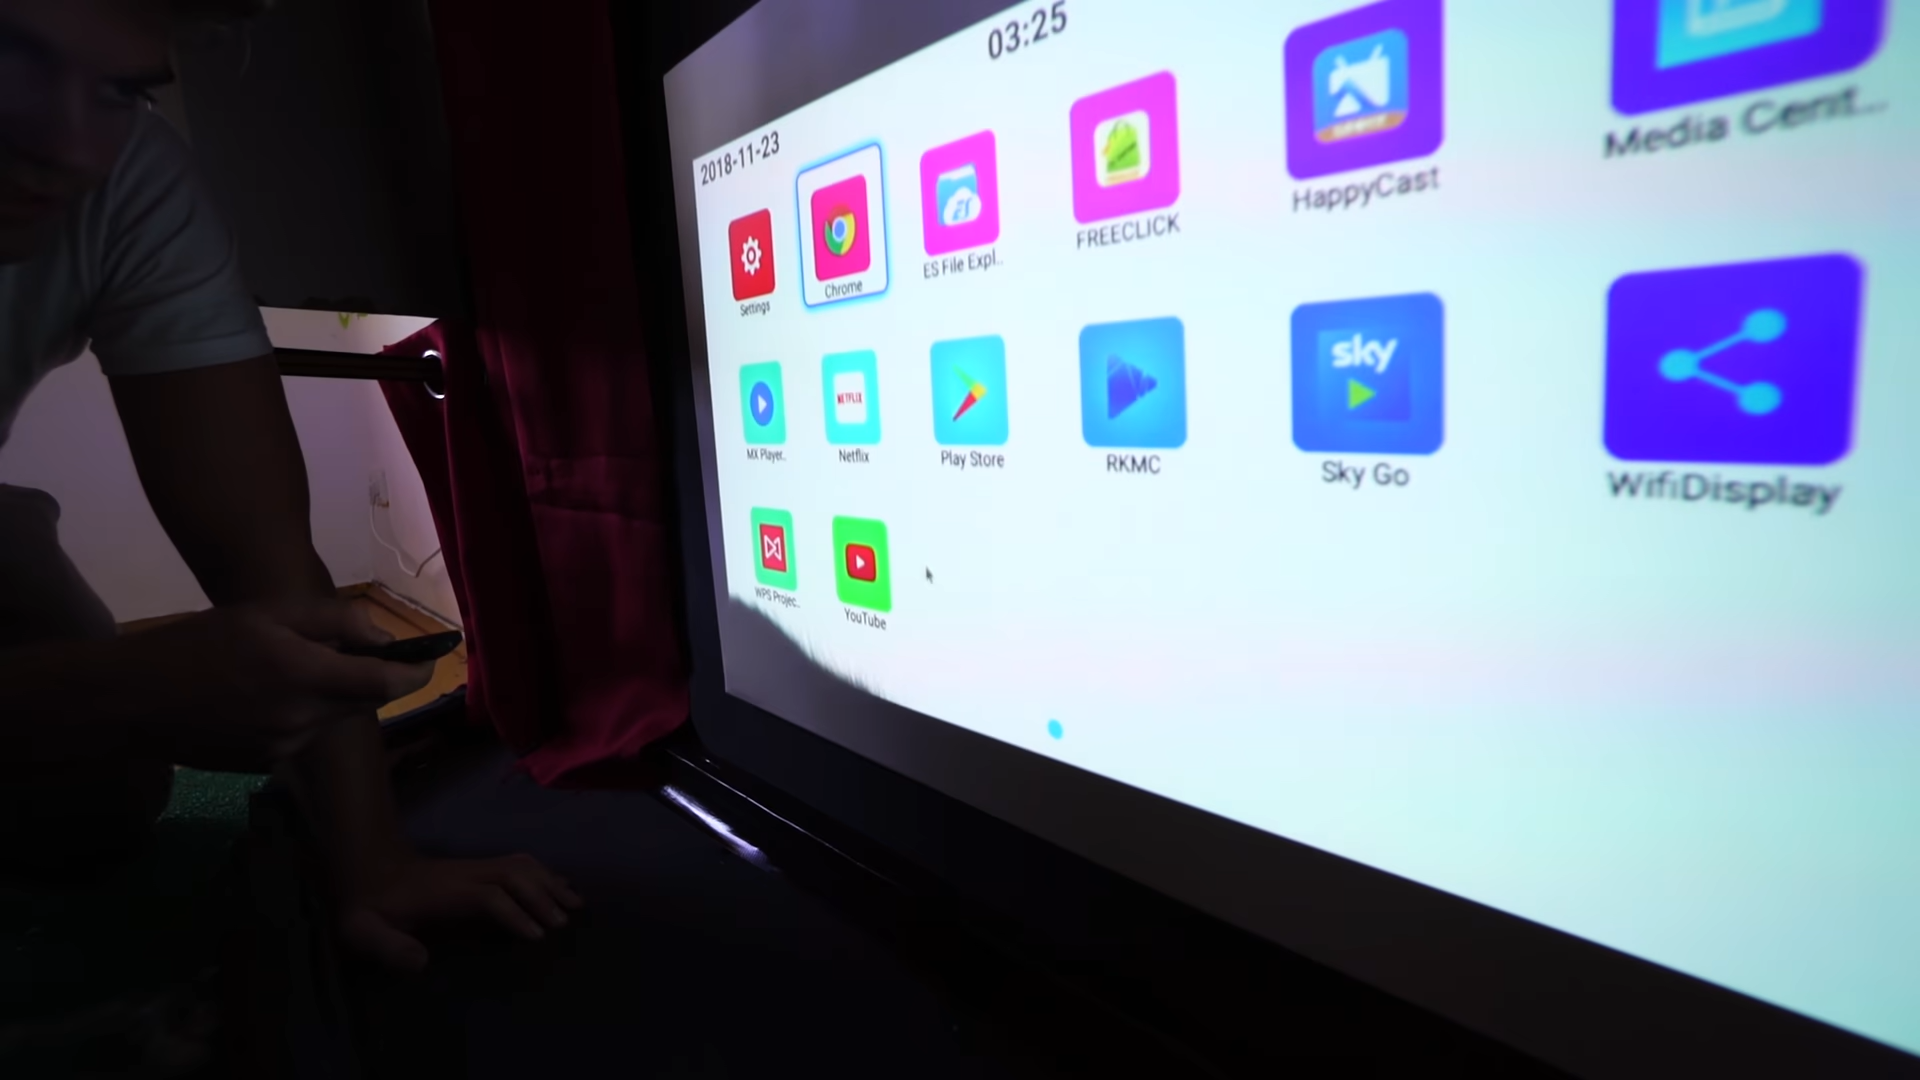 03:25
2018-11-23
Settings
Chrome
ES File Expl..
FREECLICK
HappyCast
Media Cent...
MX Player..
NETFLIX
Netflix
Play Store
RKMC
sky
Sky Go
WifiDisplay
WPS Projec..
YouTube